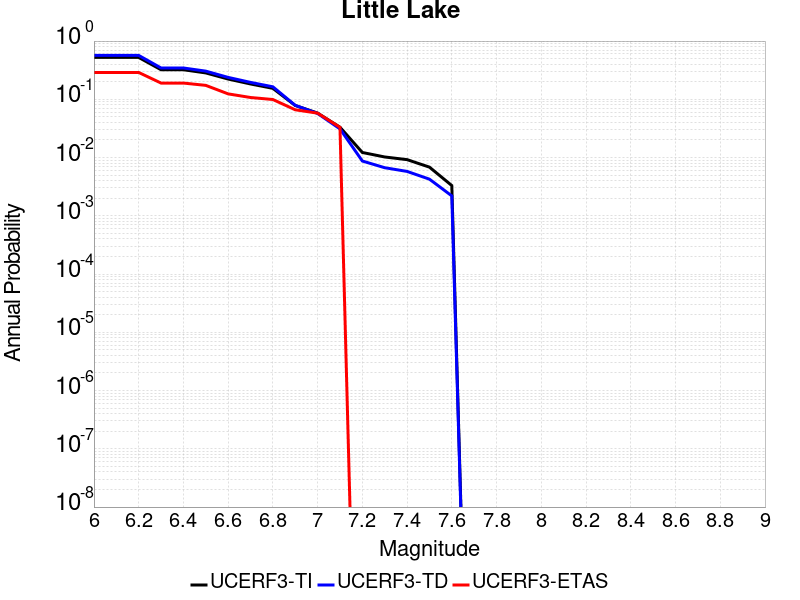 Little Lake
10^0
10^-1
10^-2
10^-3
10^-4
10^-5
10^-6
10^-7
10^-8
Annual Probability
6 6.2 6.4 6.6 6.8 7 7.2 7.4 7.6 7.8 8 8.2 8.4 8.6 8.8 9
Magnitude
UCERF3-TI UCERF3-TD UCERF3-ETAS